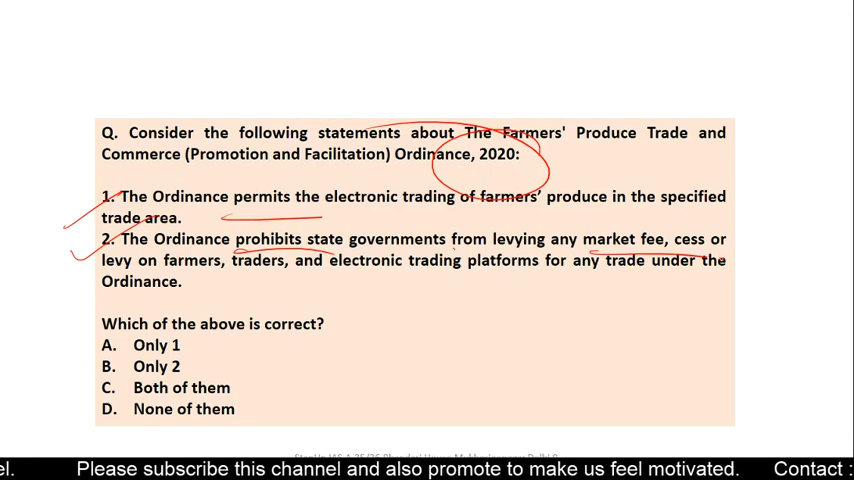 Q. Consider the following statements about The Farmers' Produce Trade and
Commerce (Promotion and Facilitation) Ordinance, 2020:
1. The Ordinance permits the electronic trading of farmers' produce in the specified
trade area.
2. The Ordinance prohibits state governments from levying any market fee, cess or
levy on farmers, traders, and electronic trading platforms for any trade under the
Ordinance.
Which of the above is correct?
A. Only 1
B. Only 2
C. Both of them
D. None of them
el. Please subscribe this channel and also promote to make us feel motivated. Contact :